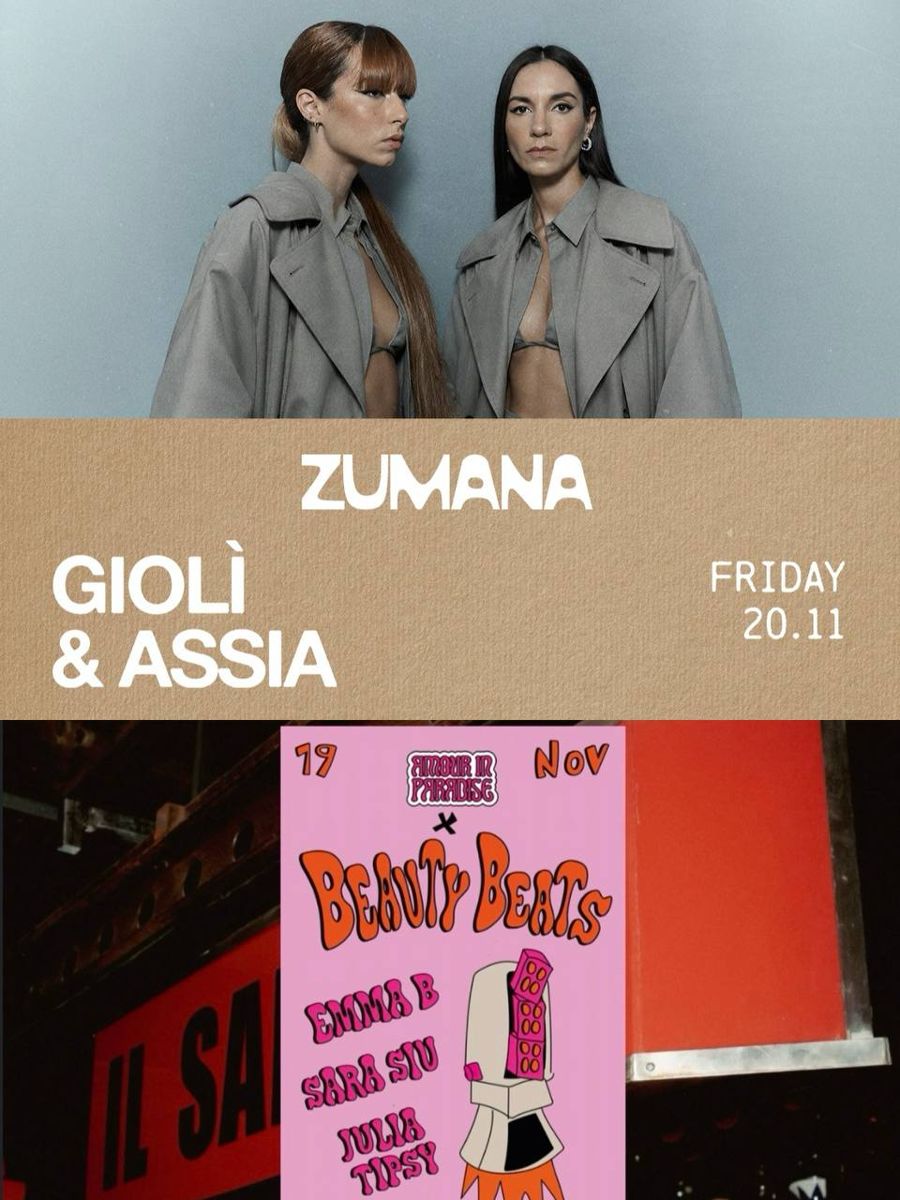 ZUMANA
GIOLÌ
& ASSIA
FRIDAY
20.11
19 NOV
AMOUR IN
PARADISE
X
BEAUTY BEATS
EMMA B
SARA SIU
JULIA
TIPSY
IL